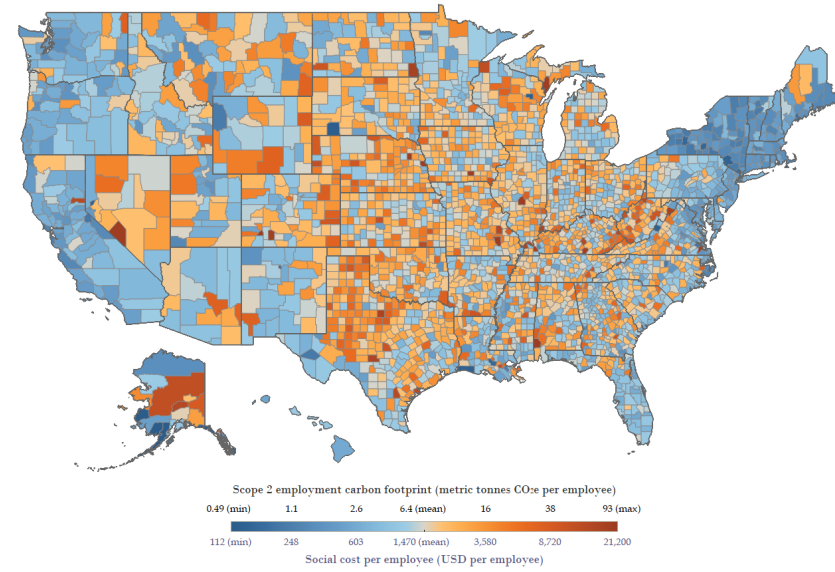 Scope 2 employment carbon footprint (metric tonnes CO₂e per employee)
0.49 (min) 1.1 2.6 6.4 (mean) 16 38 93 (max)
112 (min) 248 603 1,470 (mean) 3,580 8,720 21,200
Social cost per employee (USD per employee)